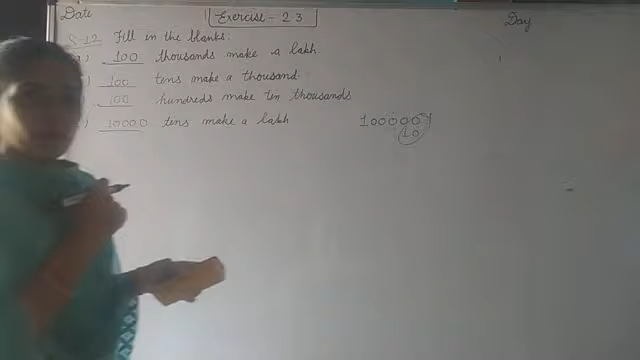 Date
Exercise - 2.3
Day
Q-12 Fill in the blanks:
100 thousands make a lakh.
100 tens make a thousand.
100 hundreds make Ten thousands
10000 tens make a lakh
100000
10